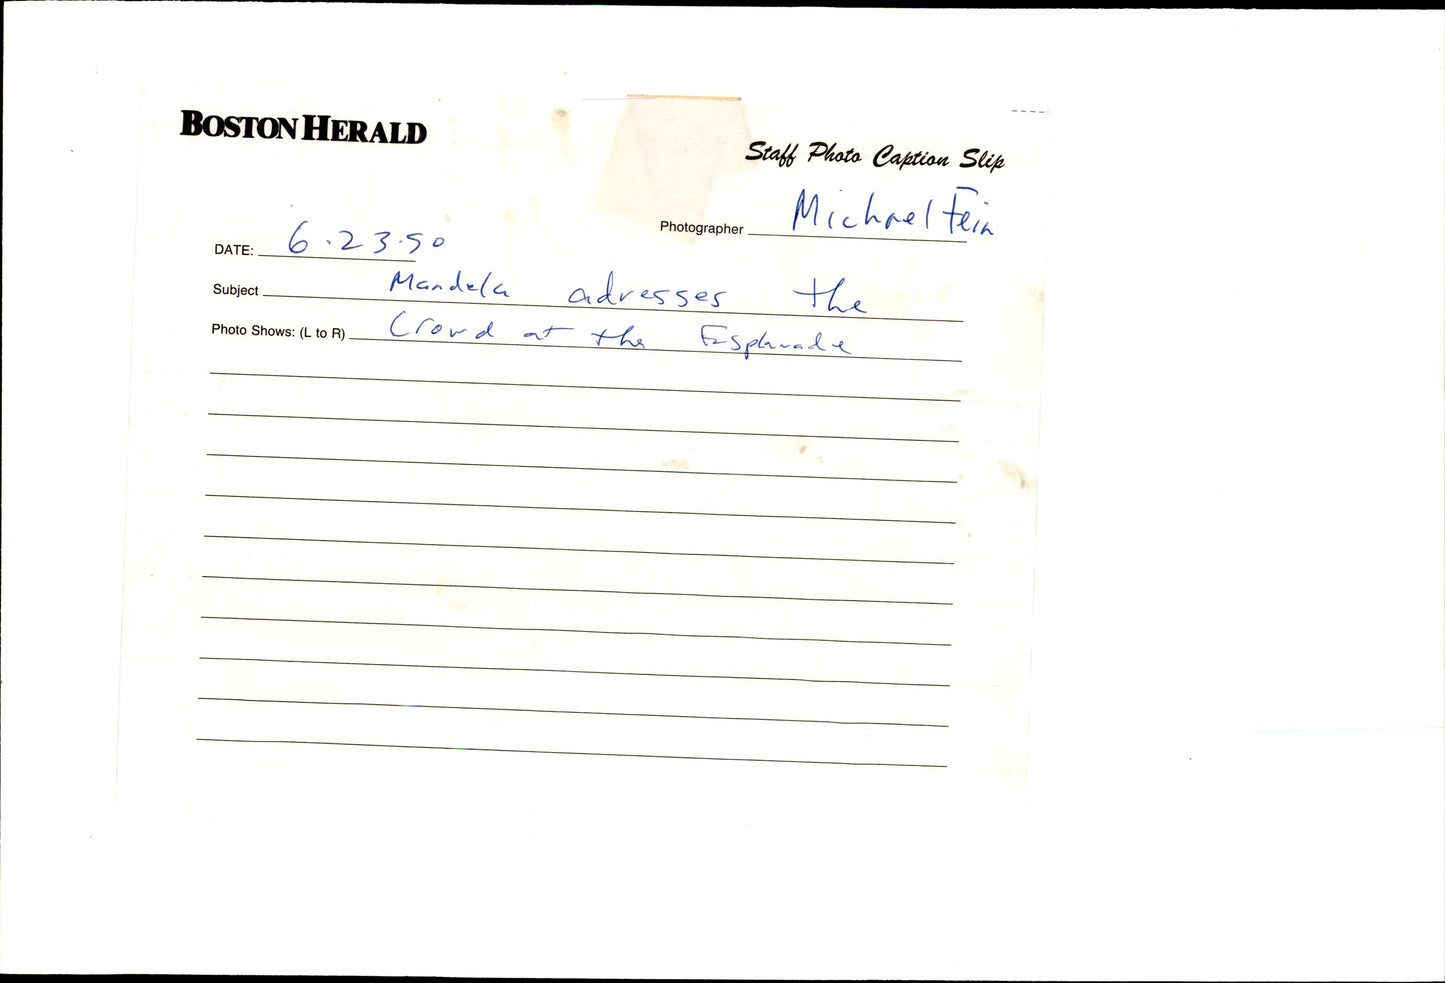 BOSTON HERALD
Staff Photo Caption Slip
Photographer Michael Fein
DATE: 6.23.90
Subject Mandela adresses the
Photo Shows: (L to R) Crowd at the Esplanade